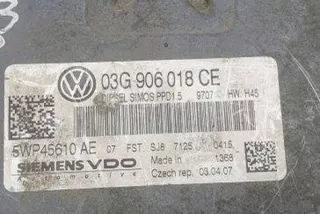 03G 906 018 CE
DIESEL SIMOS PPD1.5 9707 HW: H45
5WP45610 AE 07 FST SJ8 7125 0415
SIEMENS VDO Made in 1368
Automotive Czech rep. 03.04.07